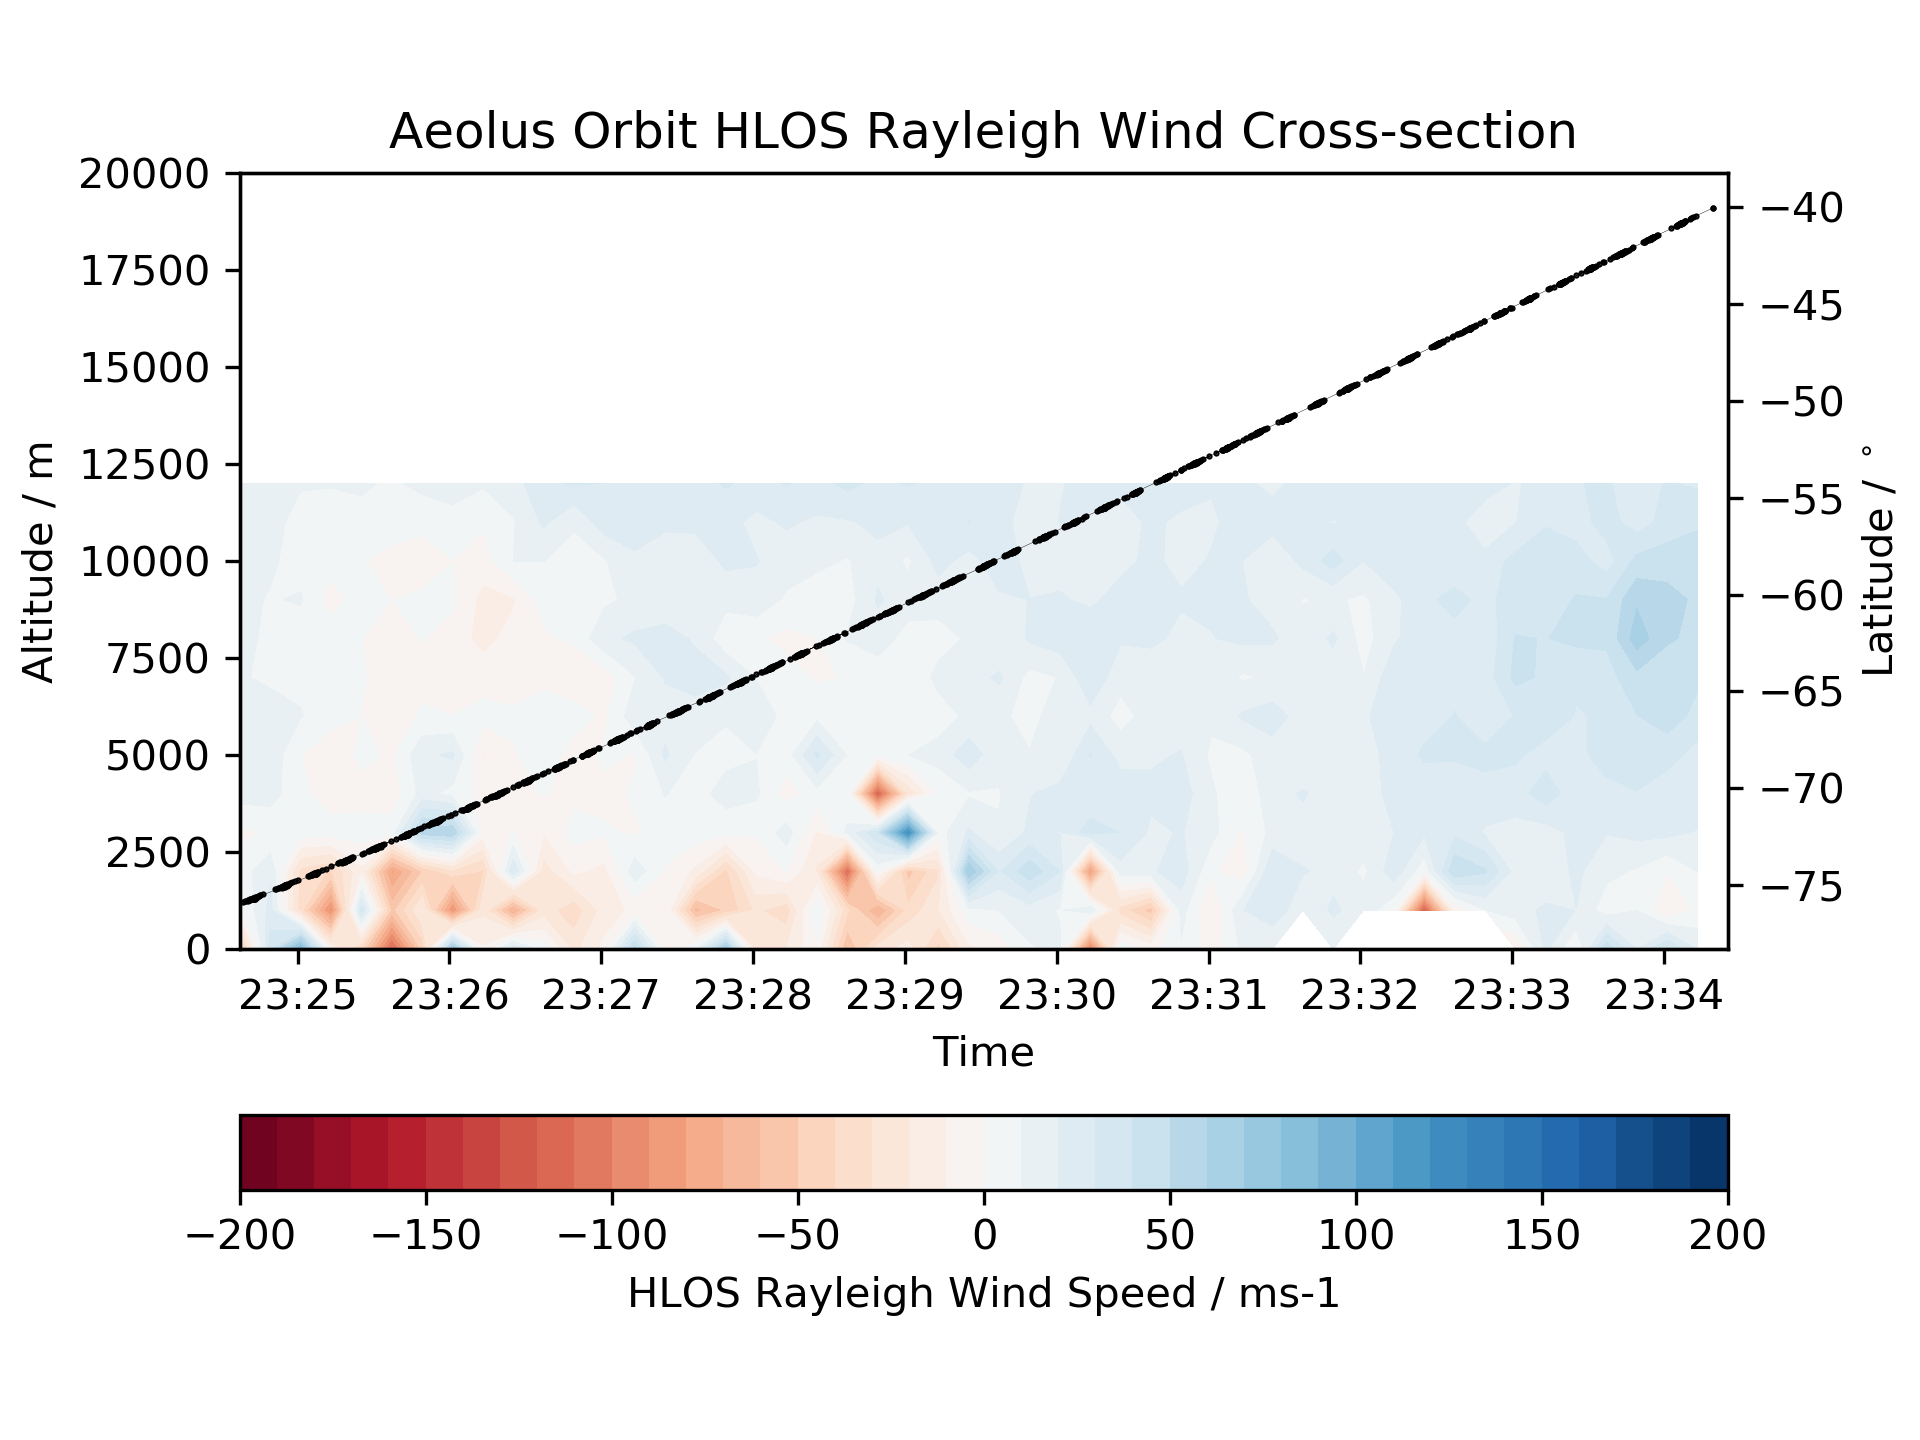 Aeolus Orbit HLOS Rayleigh Wind Cross-section
20000
17500
15000
12500
10000
7500
5000
2500
0
Altitude / m
−40
−45
−50
−55
−60
−65
−70
−75
Latitude / °
23:25 23:26 23:27 23:28 23:29 23:30 23:31 23:32 23:33 23:34
Time
−200 −150 −100 −50 0 50 100 150 200
HLOS Rayleigh Wind Speed / ms-1